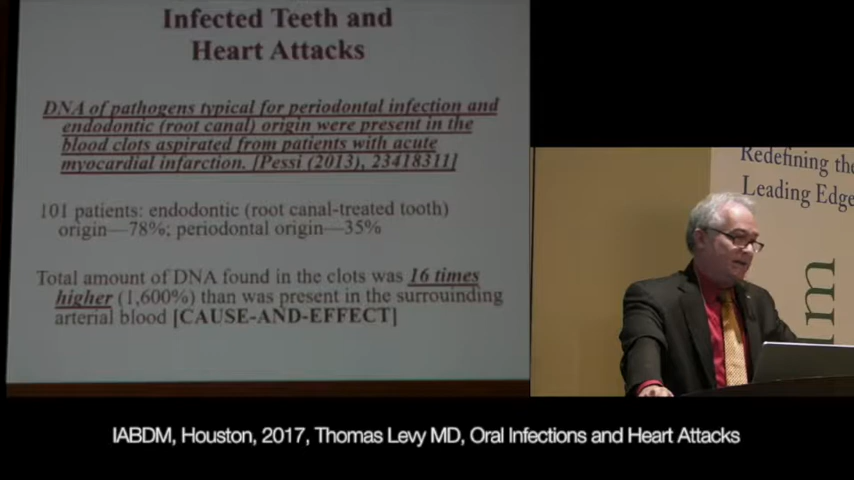 Infected Teeth and
Heart Attacks
DNA of pathogens typical for periodontal infection and
endodontic (root canal) origin were present in the
blood clots aspirated from patients with acute
myocardial infarction. [Pessi (2013), 23418311]
101 patients: endodontic (root canal-treated tooth)
origin—78%; periodontal origin—35%
Total amount of DNA found in the clots was 16 times
higher (1,600%) than was present in the surrouinding
arterial blood [CAUSE-AND-EFFECT]
Redefining the
Leading Edge
dm
IABDM, Houston, 2017, Thomas Levy MD, Oral Infections and Heart Attacks